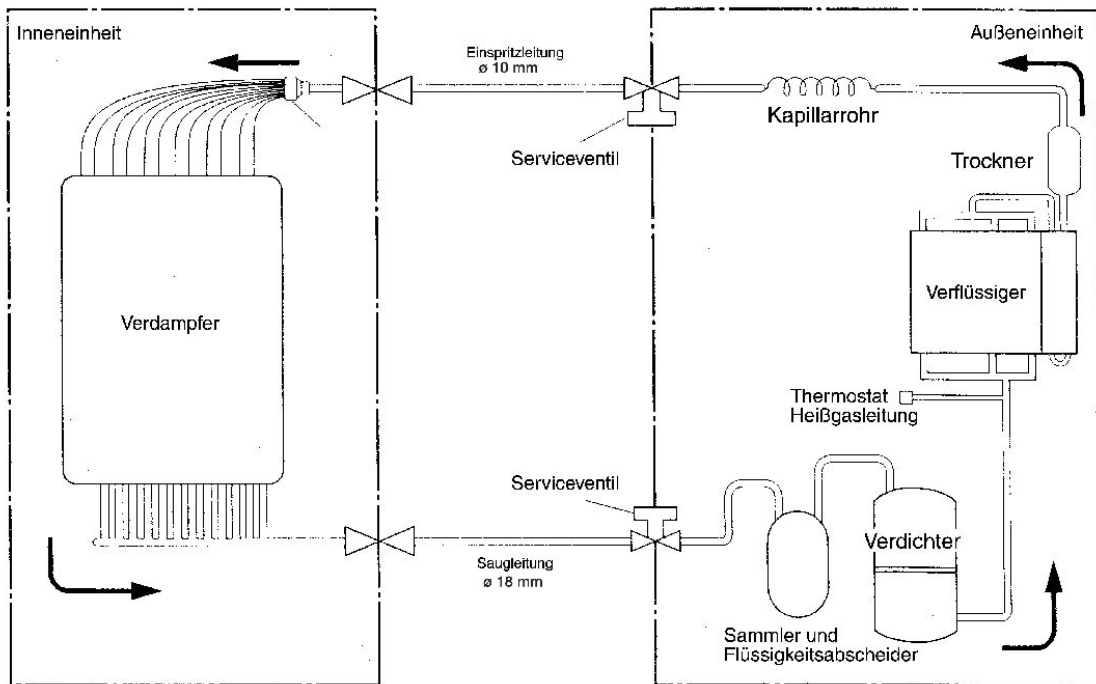 Inneneinheit
Einspritzleitung
ø 10 mm
Außeneinheit
Kapillarrohr
Serviceventil
Trockner
Verdampfer
Verflüssiger
Thermostat
Heißgasleitung
Serviceventil
Verdichter
Saugleitung
ø 18 mm
Sammler und
Flüssigkeitsabscheider